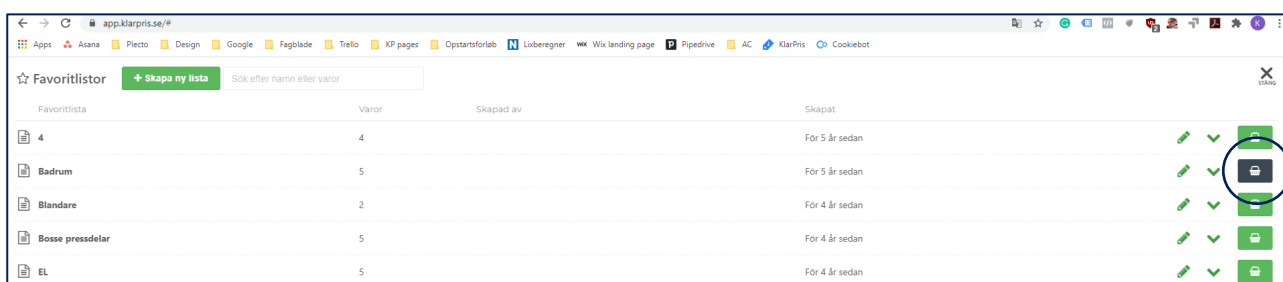 app.klarpris.se/#
Apps Asana Plecto Design Google Fagblade Trello KP pages Opstartsforløb N Lixberegner WIX Wix landing page P Pipedrive AC KlarPris Cookiebot
Favoritlistor + Skapa ny lista Sök efter namn eller varor STÄNG
Favoritlista Varor Skapad av Skapat
4 4 För 5 år sedan
Badrum 5 För 5 år sedan
Blandare 2 För 4 år sedan
Bosse pressdelar 5 För 4 år sedan
EL 5 För 4 år sedan